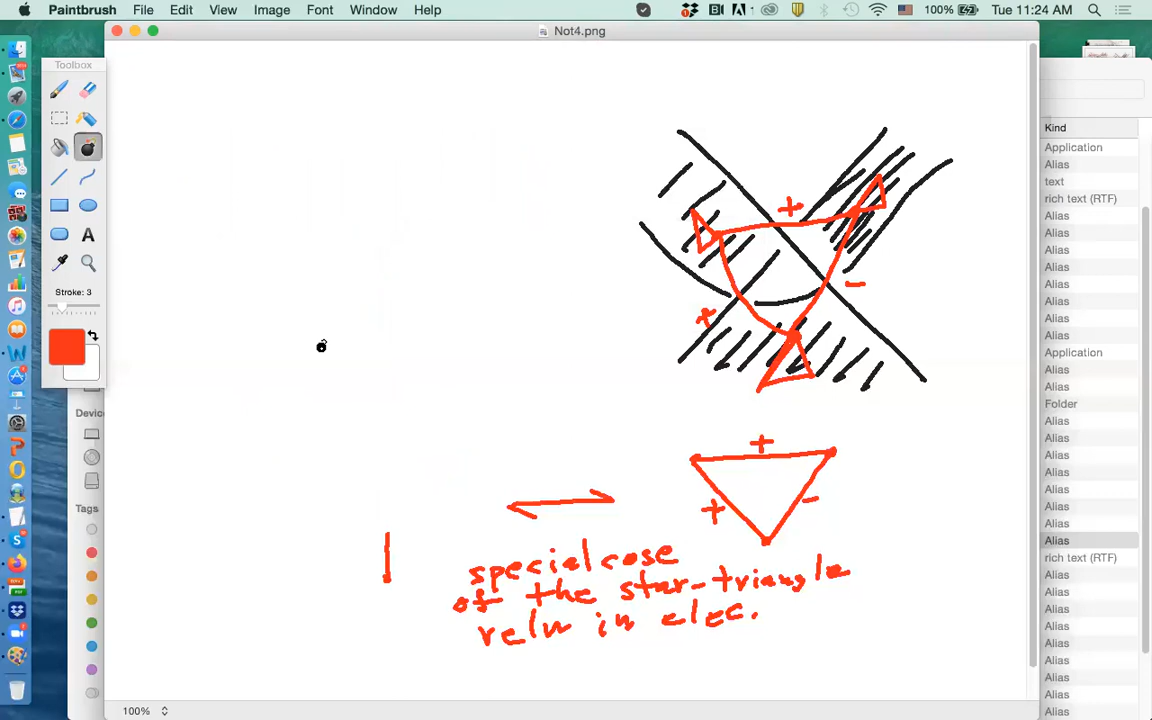 Paintbrush File Edit View Image Font Window Help 100% Tue 11:24 AM
Not4.png
Toolbox
A
Stroke: 3
Kind
Application
Alias
text
Alias
rich text (RTF)
Alias
Alias
Alias
Alias
Alias
Alias
Alias
Application
Alias
Alias
Folder
Alias
Alias
Alias
Alias
Alias
Alias
Alias
Alias
rich text (RTF)
Alias
Alias
Alias
Alias
Alias
Alias
Alias
Alias
Alias
Device
Tags
+
-
+
+
+
-
special case
of the star-triangle
reln in elec.
100%